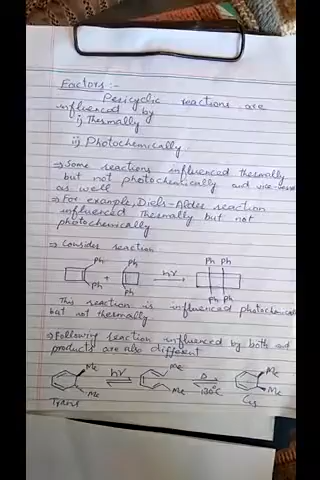 Factors :-
Pericyclic reactions are
influenced by
i) Thermally
ii) Photochemically
⇒ Some reactions influenced thermally
but not photochemically and vice-versa
as well
⇒ For example, Diels-Alder reaction
influenced thermally but not
photochemically
⇒ Consider reaction
Ph Ph Ph Ph
+ hν
Ph Ph Ph Ph
This reaction is influenced photochemically
but not thermally.
⇒ Following reaction influenced by both and
products are also different
Me hν Me Δ Me
Me Me 130°C Me
Trans Cis